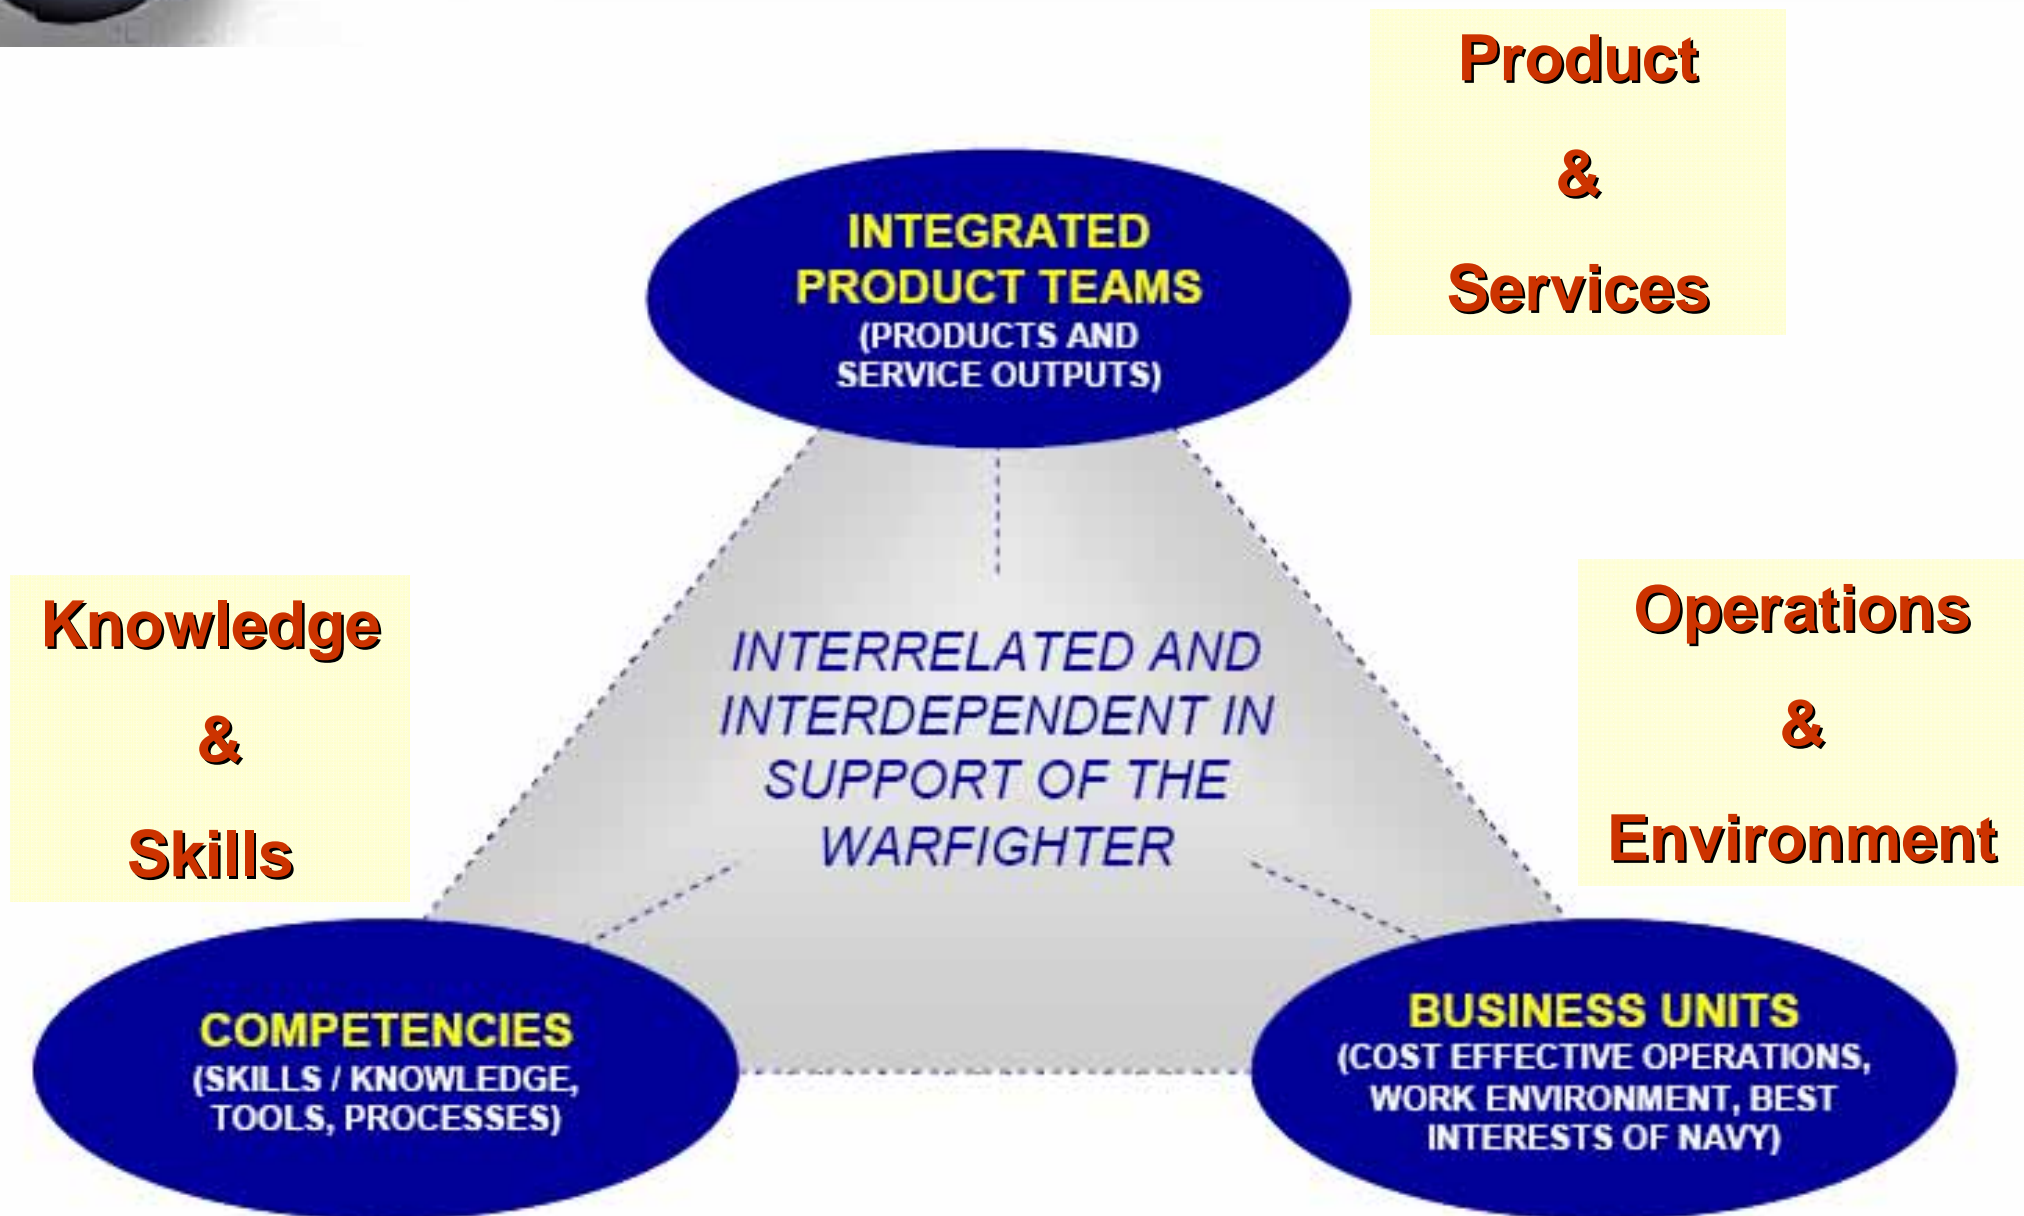 Product
&
Services
INTEGRATED
PRODUCT TEAMS
(PRODUCTS AND
SERVICE OUTPUTS)
Knowledge
&
Skills
INTERRELATED AND
INTERDEPENDENT IN
SUPPORT OF THE
WARFIGHTER
Operations
&
Environment
COMPETENCIES
(SKILLS / KNOWLEDGE,
TOOLS, PROCESSES)
BUSINESS UNITS
(COST EFFECTIVE OPERATIONS,
WORK ENVIRONMENT, BEST
INTERESTS OF NAVY)